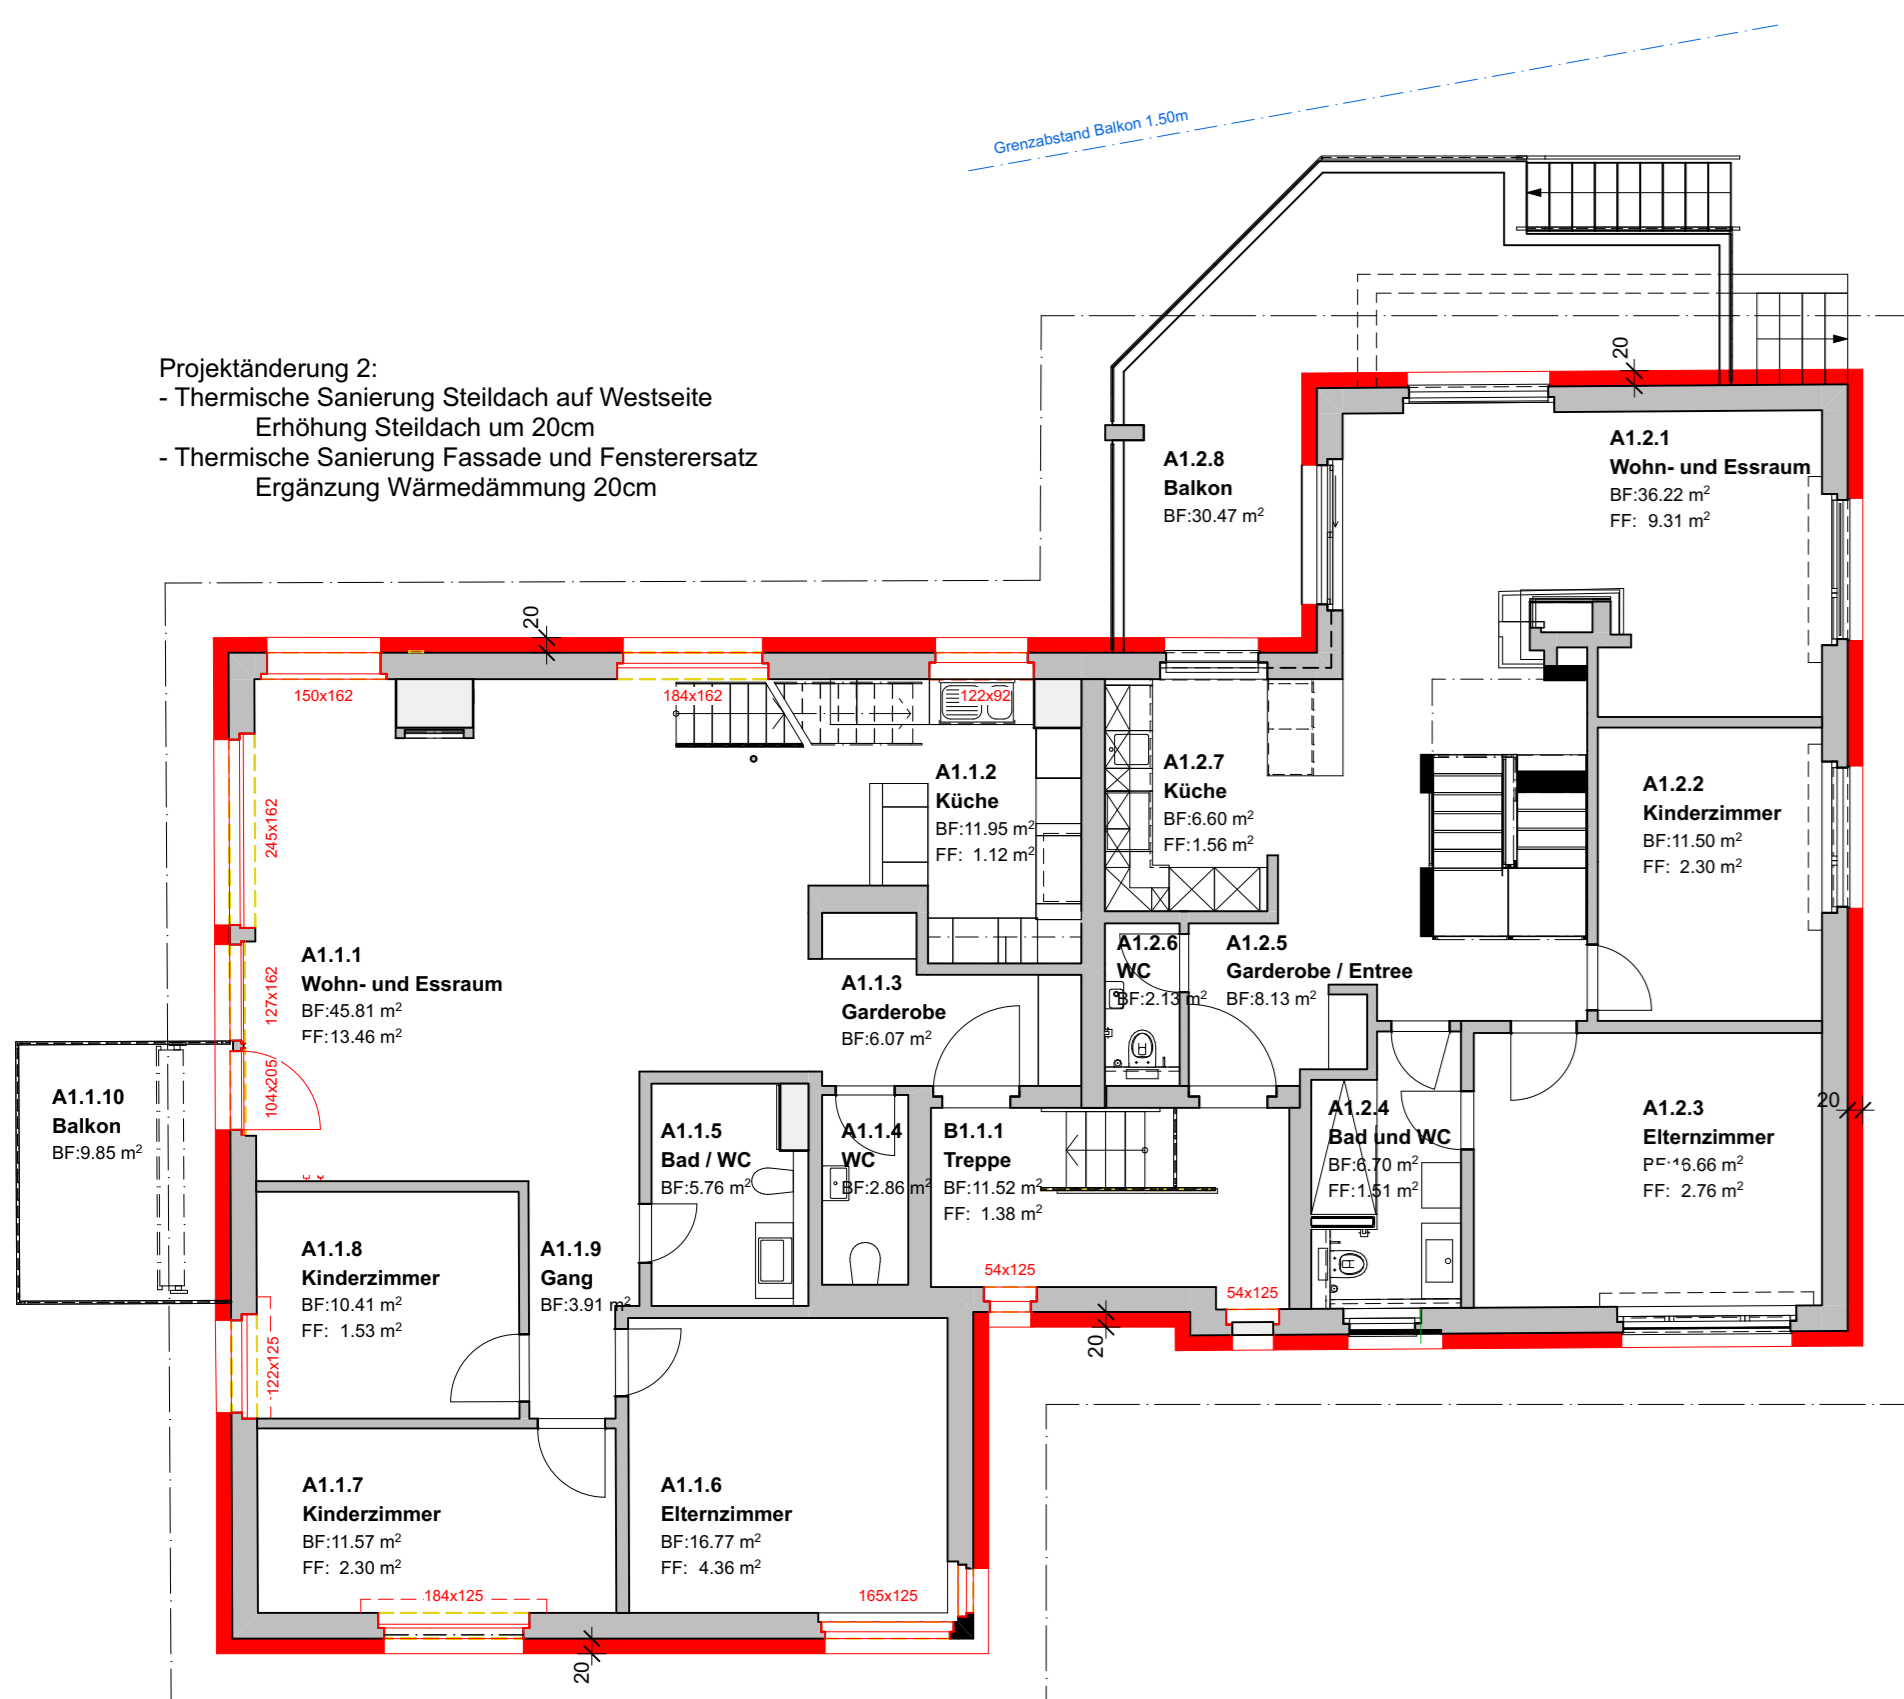 Grenzabstand Balkon 1.50m
Projektänderung 2:
- Thermische Sanierung Steildach auf Westseite
Erhöhung Steildach um 20cm
- Thermische Sanierung Fassade und Fensterersatz
Ergänzung Wärmedämmung 20cm
20
A1.2.1
Wohn- und Essraum
BF:36.22 m²
FF: 9.31 m²
A1.2.8
Balkon
BF:30.47 m²
20
150x162
184x162
122x92
A1.1.2
Küche
BF:11.95 m²
FF: 1.12 m²
A1.2.7
Küche
BF:6.60 m²
FF:1.56 m²
A1.2.2
Kinderzimmer
BF:11.50 m²
FF: 2.30 m²
245x162
127x162
104x205
A1.1.1
Wohn- und Essraum
BF:45.81 m²
FF:13.46 m²
A1.1.3
Garderobe
BF:6.07 m²
A1.2.6
WC
BF:2.13 m²
A1.2.5
Garderobe / Entree
BF:8.13 m²
A1.1.10
Balkon
BF:9.85 m²
A1.1.5
Bad / WC
BF:5.76 m²
A1.1.4
WC
BF:2.86 m²
B1.1.1
Treppe
BF:11.52 m²
FF: 1.38 m²
A1.2.4
Bad und WC
BF:6.70 m²
FF:1.51 m²
A1.2.3
Elternzimmer
BF:16.66 m²
FF: 2.76 m²
20
A1.1.8
Kinderzimmer
BF:10.41 m²
FF: 1.53 m²
A1.1.9
Gang
BF:3.91 m²
54x125
54x125
20
122x125
A1.1.7
Kinderzimmer
BF:11.57 m²
FF: 2.30 m²
A1.1.6
Elternzimmer
BF:16.77 m²
FF: 4.36 m²
184x125
165x125
20